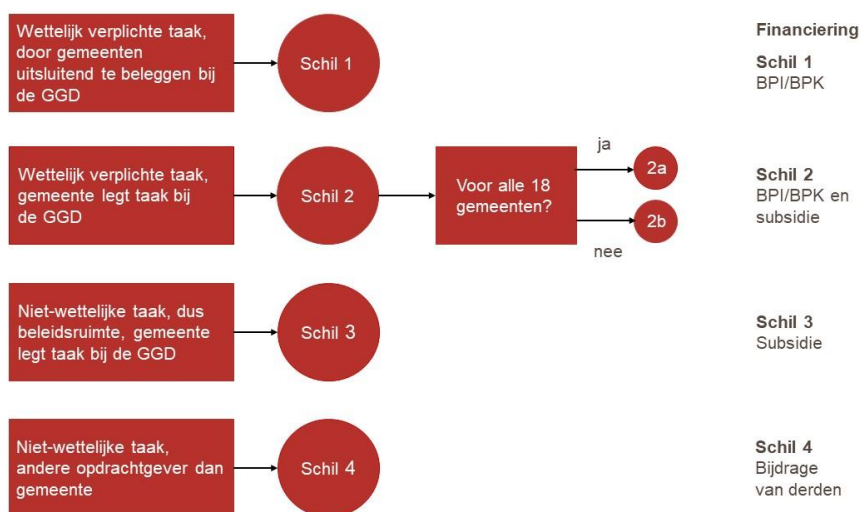 Financiering
Wettelijk verplichte taak,
door gemeenten
uitsluitend te beleggen bij
de GGD
Schil 1
Schil 1
BPI/BPK
Wettelijk verplichte taak,
gemeente legt taak bij
de GGD
Schil 2
Voor alle 18
gemeenten?
ja
2a
2b
nee
Schil 2
BPI/BPK en
subsidie
Niet-wettelijke taak, dus
beleidsruimte, gemeente
legt taak bij de GGD
Schil 3
Schil 3
Subsidie
Niet-wettelijke taak,
andere opdrachtgever dan
gemeente
Schil 4
Schil 4
Bijdrage
van derden